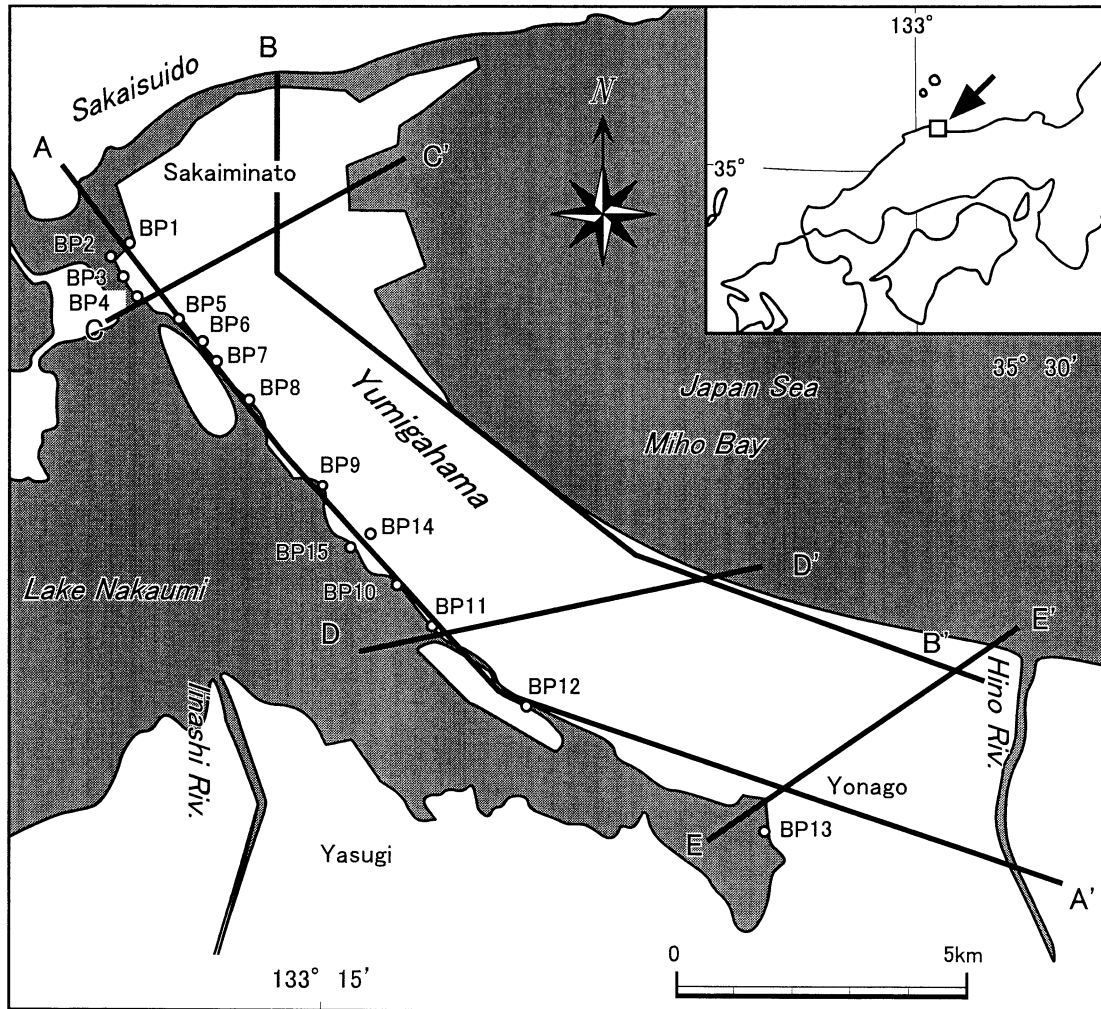 133°
B
Sakaisuido
N
A
C'
35°
Sakaiminato
BP1
BP2
BP3
BP4
BP5
C
BP6
BP7
35° 30'
Japan Sea
BP8
Yumigahama
Miho Bay
BP9
BP14
BP15
D'
Lake Nakaumi
BP10
BP11
E'
D
B'
Hino Riv.
BP12
Iinashi Riv.
Yonago
BP13
E
Yasugi
A'
0
5km
133° 15'